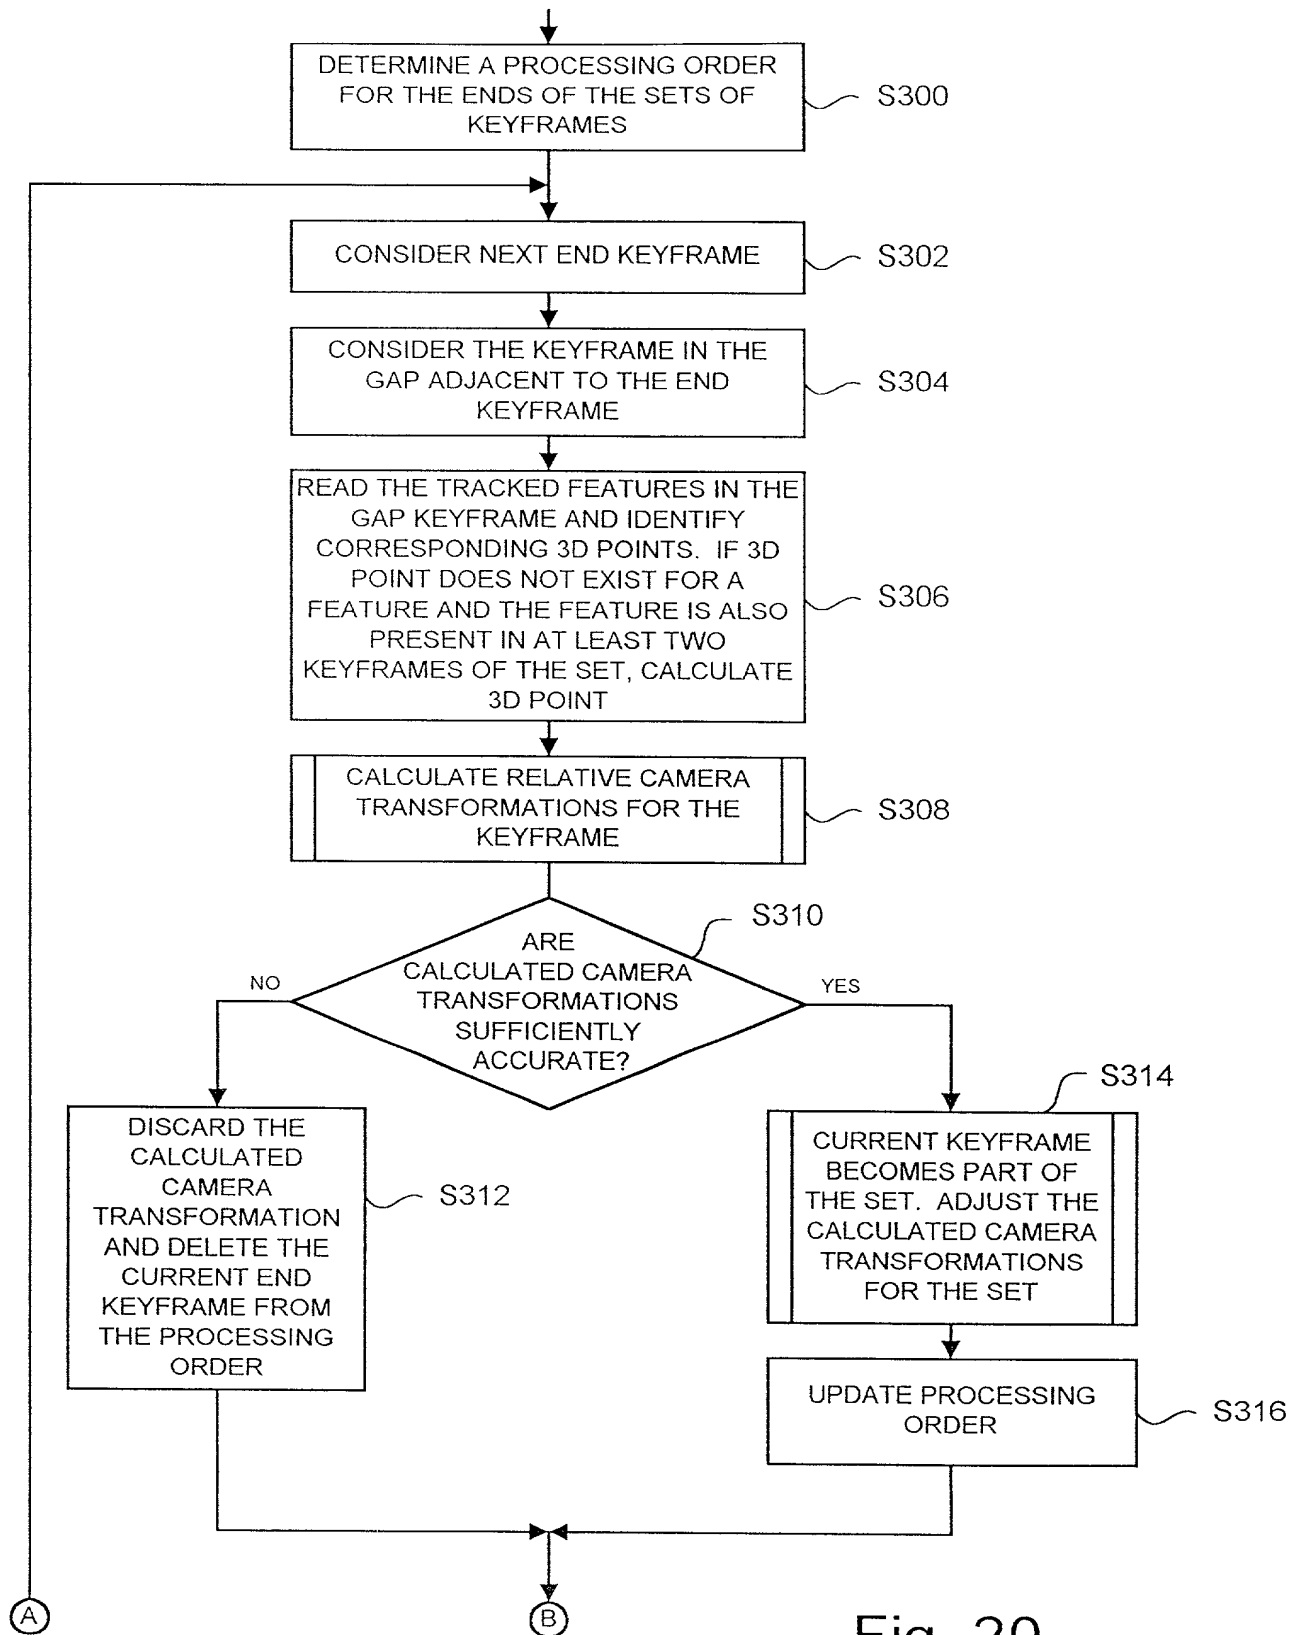 DETERMINE A PROCESSING ORDER
FOR THE ENDS OF THE SETS OF
KEYFRAMES
S300
CONSIDER NEXT END KEYFRAME
S302
CONSIDER THE KEYFRAME IN THE
GAP ADJACENT TO THE END
KEYFRAME
S304
READ THE TRACKED FEATURES IN THE
GAP KEYFRAME AND IDENTIFY
CORRESPONDING 3D POINTS. IF 3D
POINT DOES NOT EXIST FOR A
FEATURE AND THE FEATURE IS ALSO
PRESENT IN AT LEAST TWO
KEYFRAMES OF THE SET, CALCULATE
3D POINT
S306
CALCULATE RELATIVE CAMERA
TRANSFORMATIONS FOR THE
KEYFRAME
S308
S310
ARE
CALCULATED CAMERA
TRANSFORMATIONS
SUFFICIENTLY
ACCURATE?
NO
YES
DISCARD THE
CALCULATED
CAMERA
TRANSFORMATION
AND DELETE THE
CURRENT END
KEYFRAME FROM
THE PROCESSING
ORDER
S312
S314
CURRENT KEYFRAME
BECOMES PART OF
THE SET. ADJUST THE
CALCULATED CAMERA
TRANSFORMATIONS
FOR THE SET
UPDATE PROCESSING
ORDER
S316
A
B
Fig. 20